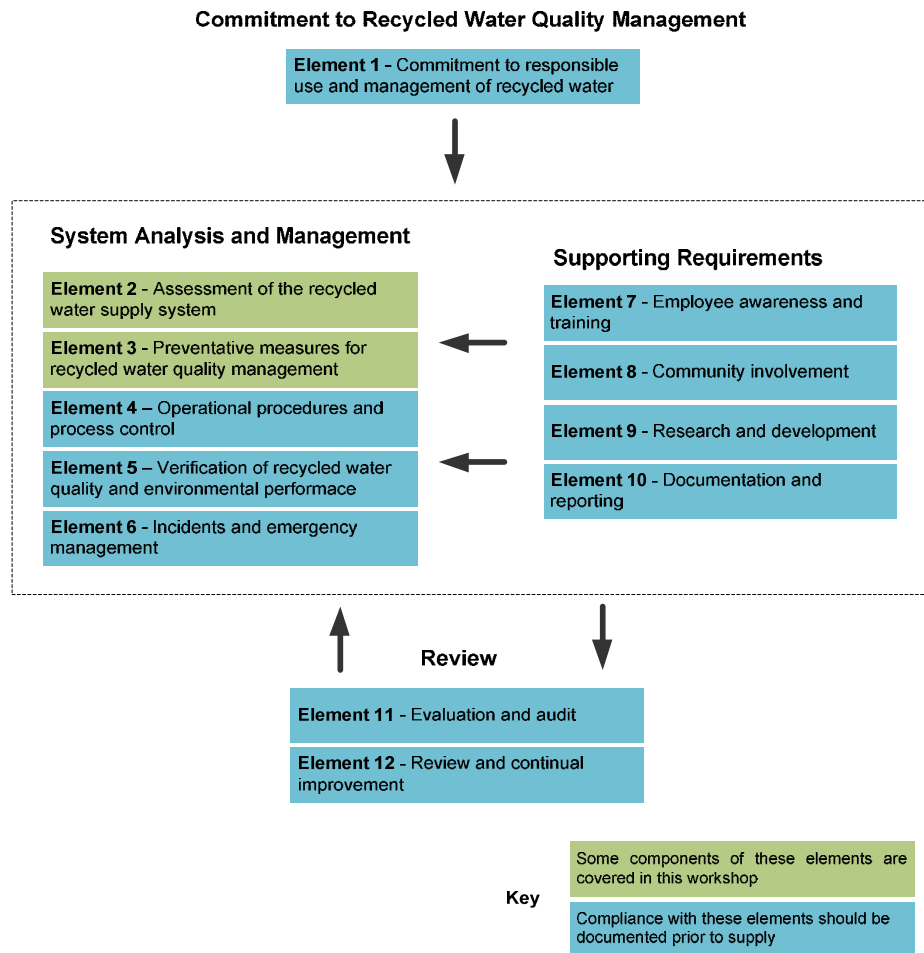 Commitment to Recycled Water Quality Management
Element 1 - Commitment to responsible
use and management of recycled water
System Analysis and Management
Element 2 - Assessment of the recycled
water supply system
Element 3 - Preventative measures for
recycled water quality management
Element 4 – Operational procedures and
process control
Element 5 – Verification of recycled water
quality and environmental performace
Element 6 - Incidents and emergency
management
Supporting Requirements
Element 7 - Employee awareness and
training
Element 8 - Community involvement
Element 9 - Research and development
Element 10 - Documentation and
reporting
Review
Element 11 - Evaluation and audit
Element 12 - Review and continual
improvement
Key
Some components of these elements are
covered in this workshop
Compliance with these elements should be
documented prior to supply